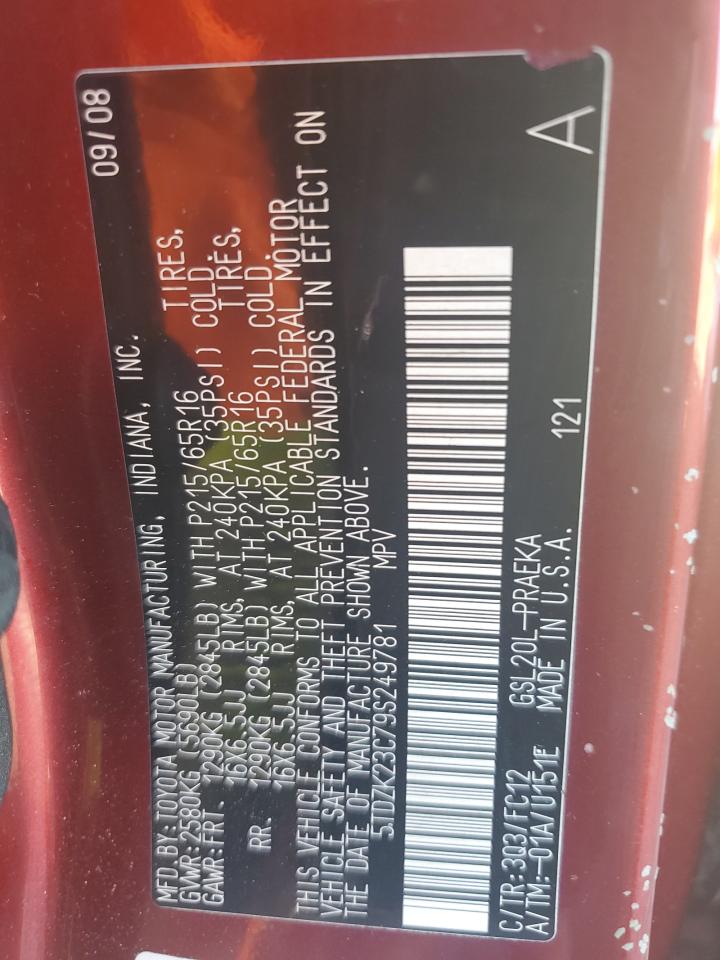 MFD BY:TOYOTA MOTOR MANUFACTURING, INDIANA, INC. 09/08
GVWR:2580KG (5690LB)
GAWR:FRT. 1290KG (2845LB) WITH P215/65R16 TIRES,
16X6.5JJ RIMS, AT 240KPA (35PSI) COLD.
RR. 1290KG (2845LB) WITH P215/65R16 TIRES,
16X6.5JJ RIMS, AT 240KPA (35PSI) COLD.
THIS VEHICLE CONFORMS TO ALL APPLICABLE FEDERAL MOTOR
VEHICLE SAFETY AND THEFT PREVENTION STANDARDS IN EFFECT ON
THE DATE OF MANUFACTURE SHOWN ABOVE.
5TDZK23C79S249781 MPV
C/TR:3Q3/FC12 GSL20L-PRAEKA
A/TM:-01A/U151E MADE IN U.S.A. 121 A